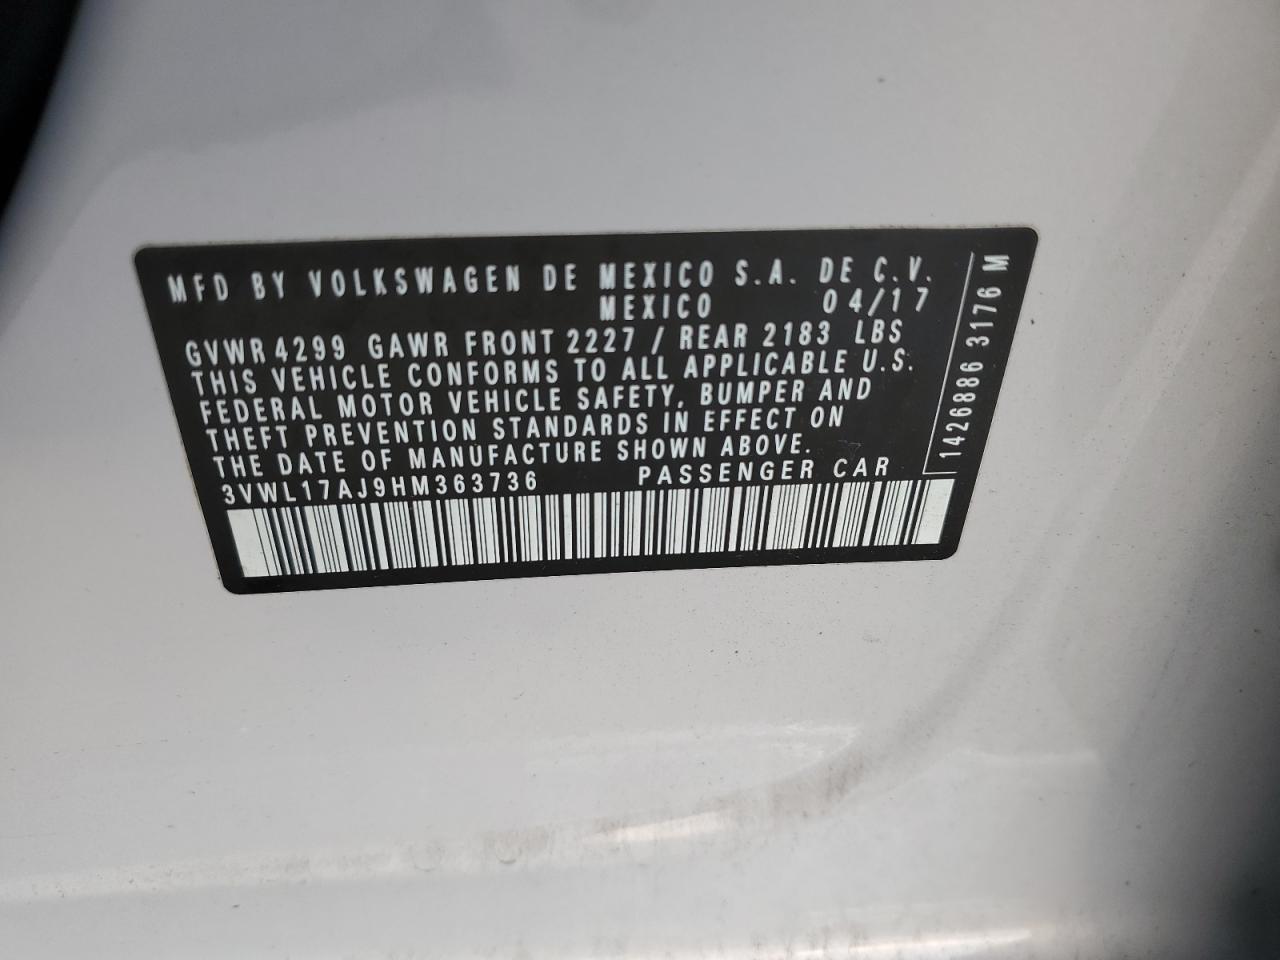 MFD BY VOLKSWAGEN DE MEXICO S.A. DE C.V.
MEXICO 04/17
GVWR 4299 GAWR FRONT 2227 / REAR 2183 LBS
THIS VEHICLE CONFORMS TO ALL APPLICABLE U.S.
FEDERAL MOTOR VEHICLE SAFETY, BUMPER AND
THEFT PREVENTION STANDARDS IN EFFECT ON
THE DATE OF MANUFACTURE SHOWN ABOVE.
3VWL17AJ9HM363736 PASSENGER CAR
1426886 3176 M